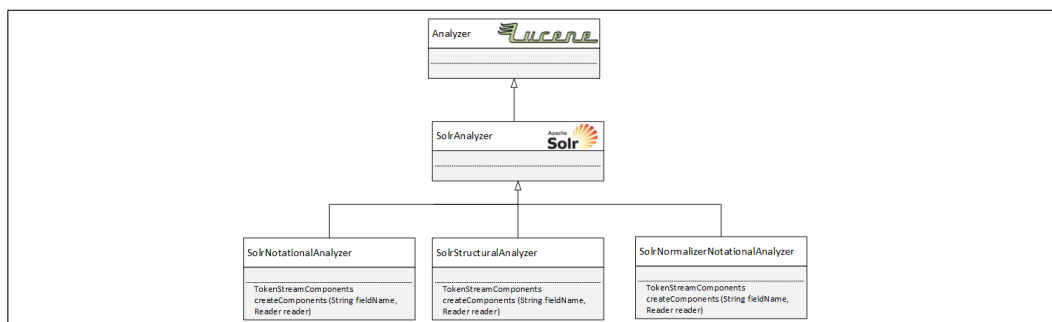 Analyzer Lucene
SolrAnalyzer Apache
Solr
SolrNotationalAnalyzer
TokenStreamComponents
createComponents (String fieldName,
Reader reader)
SolrStructuralAnalyzer
TokenStreamComponents
createComponents (String fieldName,
Reader reader)
SolrNormalizerNotationalAnalyzer
TokenStreamComponents
createComponents (String fieldName,
Reader reader)